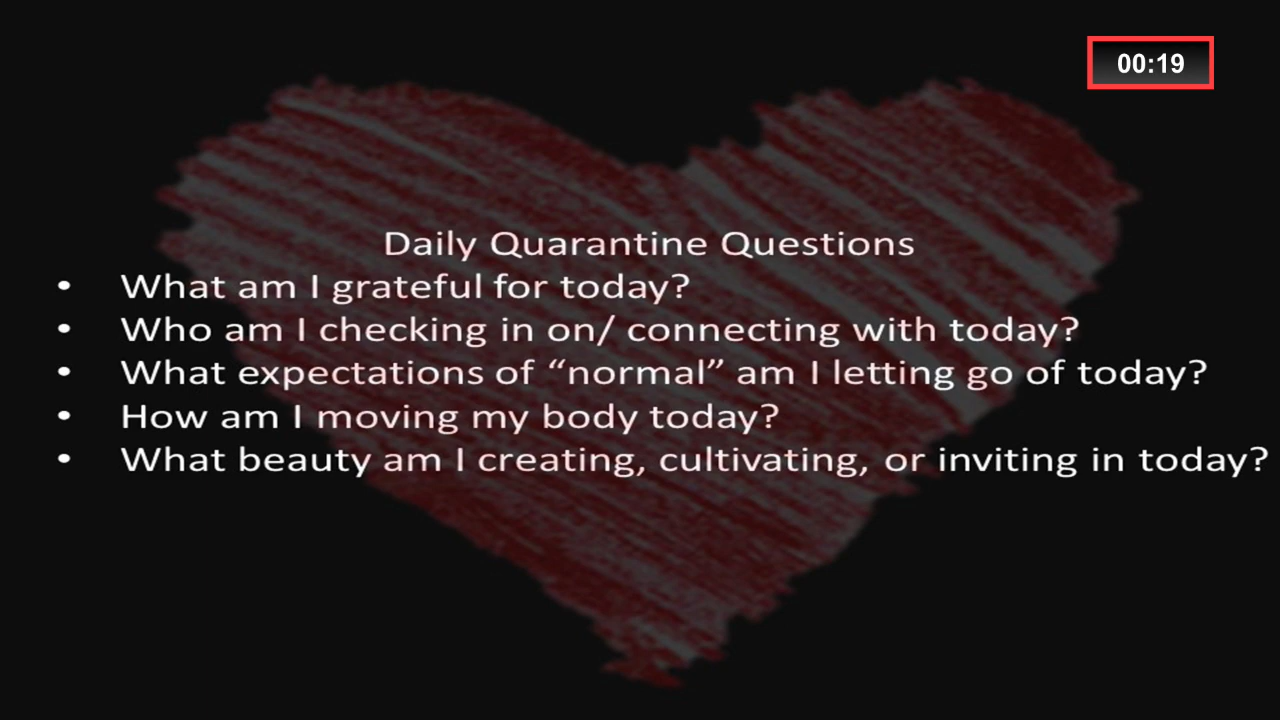 00:19
Daily Quarantine Questions
• What am I grateful for today?
• Who am I checking in on/ connecting with today?
• What expectations of “normal” am I letting go of today?
• How am I moving my body today?
• What beauty am I creating, cultivating, or inviting in today?